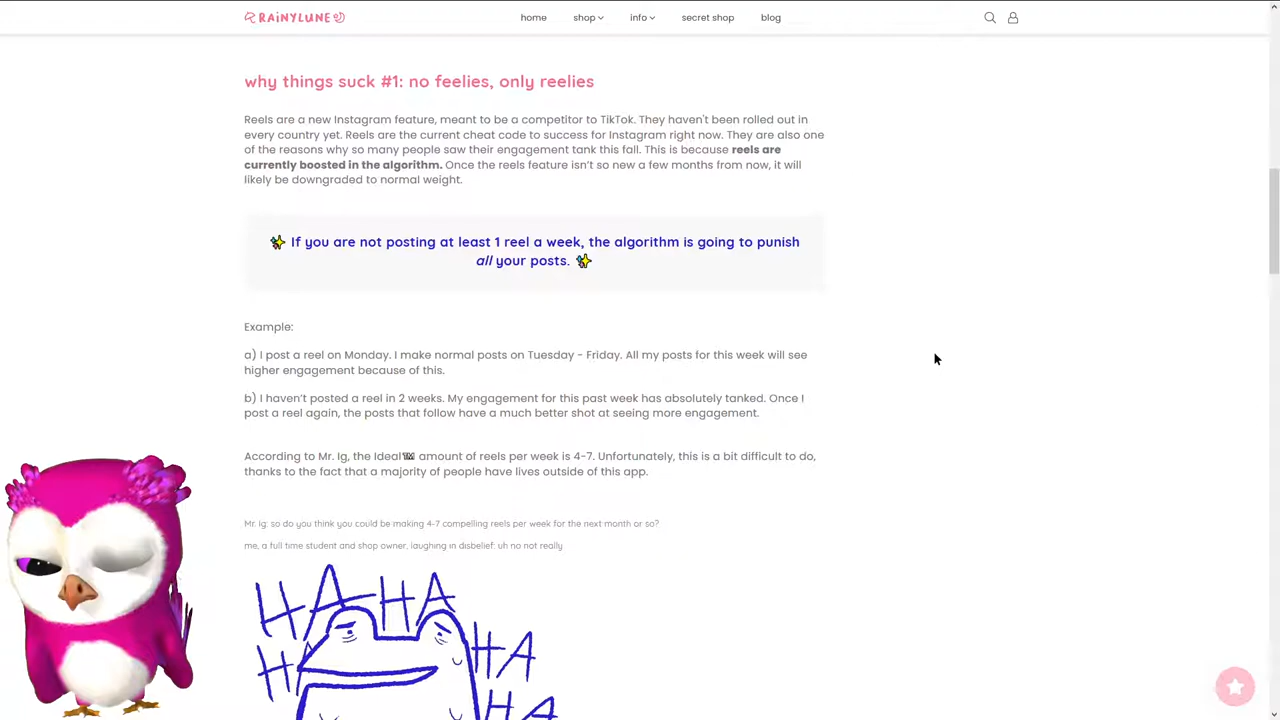 RAINYLUNE
home shop info secret shop blog
why things suck #1: no feelies, only reelies
Reels are a new Instagram feature, meant to be a competitor to TikTok. They haven't been rolled out in
every country yet. Reels are the current cheat code to success for Instagram right now. They are also one
of the reasons why so many people saw their engagement tank this fall. This is because reels are
currently boosted in the algorithm. Once the reels feature isn't so new a few months from now, it will
likely be downgraded to normal weight.
✨ If you are not posting at least 1 reel a week, the algorithm is going to punish
all your posts. ✨
Example:
a) I post a reel on Monday. I make normal posts on Tuesday - Friday. All my posts for this week will see
higher engagement because of this.
b) I haven't posted a reel in 2 weeks. My engagement for this past week has absolutely tanked. Once I
post a reel again, the posts that follow have a much better shot at seeing more engagement.
According to Mr. Ig, the Ideal™ amount of reels per week is 4-7. Unfortunately, this is a bit difficult to do,
thanks to the fact that a majority of people have lives outside of this app.
Mr. Ig: so do you think you could be making 4-7 compelling reels per week for the next month or so?
me, a full time student and shop owner, laughing in disbelief: uh no not really
HA HA
HA HA
HA